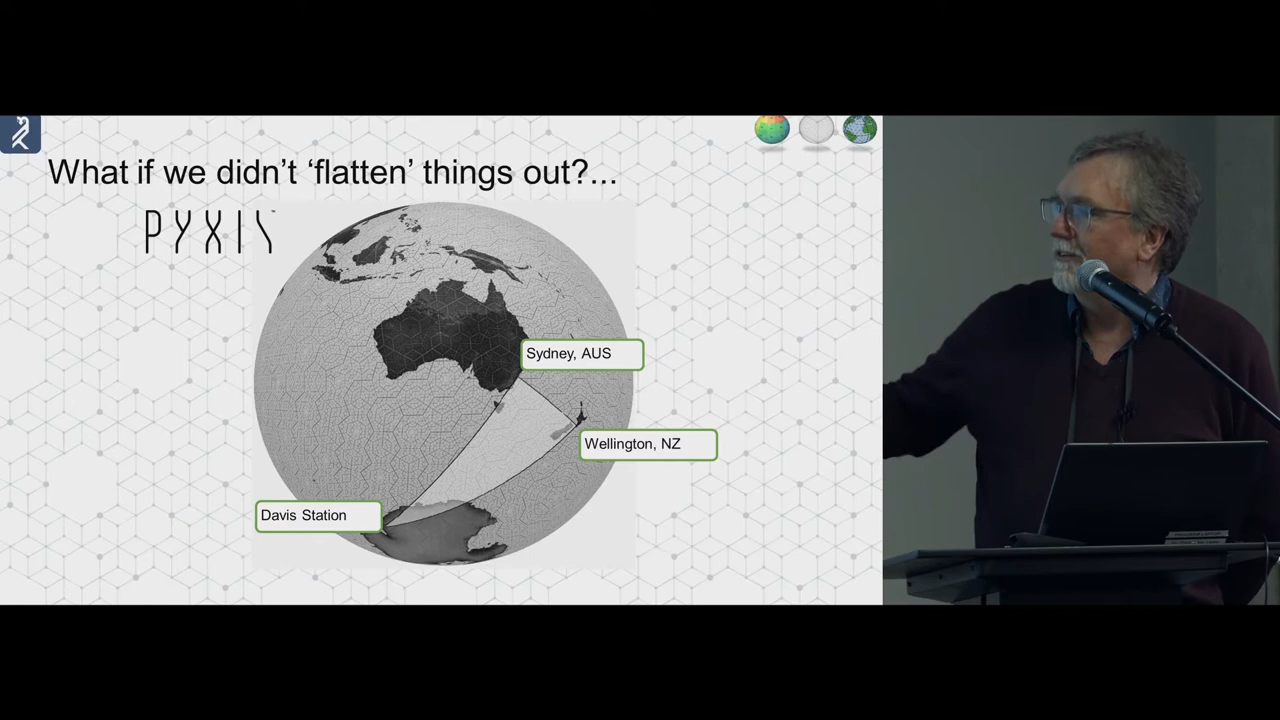 What if we didn't 'flatten' things out?...
PYXIS
Sydney, AUS
Wellington, NZ
Davis Station